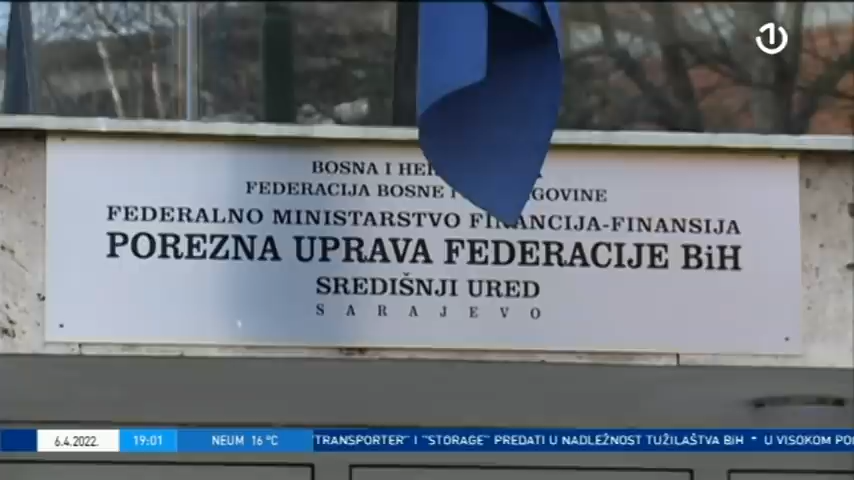 BOSNA I HER
FEDERACIJA BOSNE I GOVINE
FEDERALNO MINISTARSTVO FINANCIJA-FINANSIJA
POREZNA UPRAVA FEDERACIJE BiH
SREDIŠNJI URED
SARAJEVO
6.4.2022. 19:01 NEUM 16 °C "TRANSPORTER" I "STORAGE" PREDATI U NADLEŽNOST TUŽILAŠTVA BIH * U VISOKOM